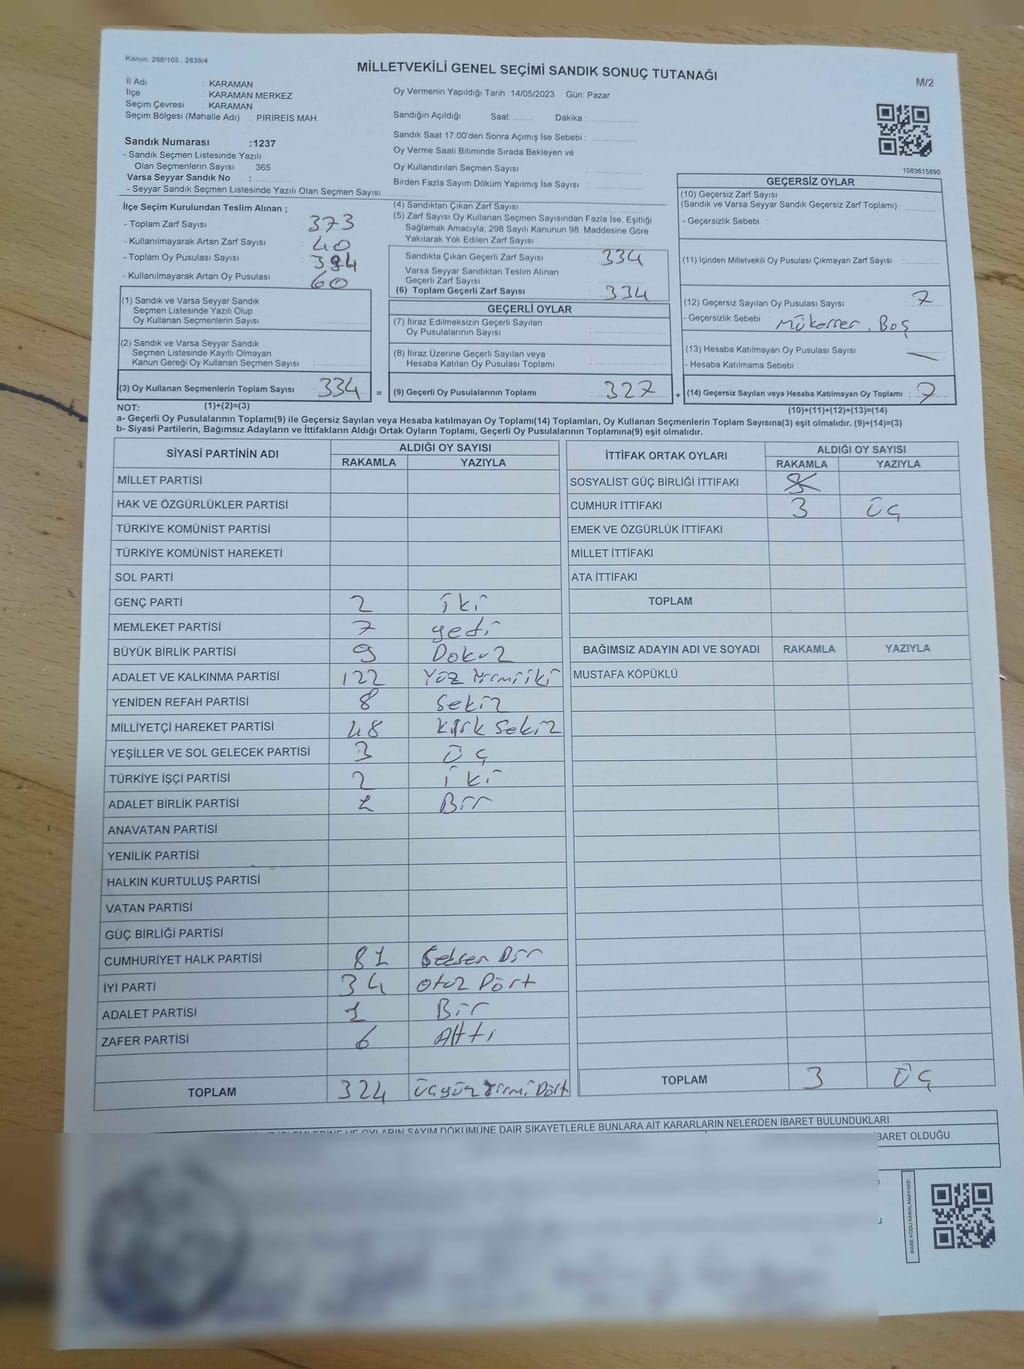 Kanun: 298/105 , 2839/4
MİLLETVEKİLİ GENEL SEÇİMİ SANDIK SONUÇ TUTANAĞI
M/2
İl Adı : KARAMAN
İlçe : KARAMAN MERKEZ
Seçim Çevresi : KARAMAN
Seçim Bölgesi (Mahalle Adı) : PİRİREİS MAH.
Oy Vermenin Yapıldığı Tarih :14/05/2023 Gün: Pazar
Sandığın Açıldığı Saat: Dakika :
Sandık Saat 17:00'den Sonra Açımış İse Sebebi :
Oy Verme Saati Bitiminde Sırada Bekleyen ve
Oy Kullandırılan Seçmen Sayısı
Birden Fazla Sayım Döküm Yapılmış İse Sayısı :
1083615890
Sandık Numarası :1237
- Sandık Seçmen Listesinde Yazılı
Olan Seçmenlerin Sayısı : 365
Varsa Seyyar Sandık No :
- Seyyar Sandık Seçmen Listesinde Yazılı Olan Seçmen Sayısı:
İlçe Seçim Kurulundan Teslim Alınan ;
- Toplam Zarf Sayısı : 373
- Kullanılmayarak Artan Zarf Sayısı : 40
- Toplam Oy Pusulası Sayısı : 394
- Kullanılmayarak Artan Oy Pusulası : 60
(1) Sandık ve Varsa Seyyar Sandık
Seçmen Listesinde Yazılı Olup
Oy Kullanan Seçmenlerin Sayısı :
(2) Sandık ve Varsa Seyyar Sandık
Seçmen Listesinde Kayıtlı Olmayan
Kanun Gereği Oy Kullanan Seçmen Sayısı :
(3) Oy Kullanan Seçmenlerin Toplam Sayısı : 334 =
(1)+(2)=(3)
(4) Sandıktan Çıkan Zarf Sayısı
(5) Zarf Sayısı Oy Kullanan Seçmen Sayısından Fazla İse, Eşitliği
Sağlamak Amacıyla, 298 Sayılı Kanunun 98. Maddesine Göre
Yakılarak Yok Edilen Zarf Sayısı :
Sandıkta Çıkan Geçerli Zarf Sayısı : 334
Varsa Seyyar Sandıktan Teslim Alınan
Geçerli Zarf Sayısı :
(6) Toplam Geçerli Zarf Sayısı : 334
GEÇERLİ OYLAR
(7) İtiraz Edilmeksizin Geçerli Sayılan
Oy Pusulalarının Sayısı :
(8) İtiraz Üzerine Geçerli Sayılan veya
Hesaba Katılan Oy Pusulaları Toplamı :
(9) Geçerli Oy Pusulalarının Toplamı : 327 +
GEÇERSİZ OYLAR
(10) Geçersiz Zarf Sayısı
(Sandık ve Varsa Seyyar Sandık Geçersiz Zarf Toplamı) :
- Geçersizlik Sebebi :
(11) İçinden Milletvekili Oy Pusulası Çıkmayan Zarf Sayısı :
(12) Geçersiz Sayılan Oy Pusulası Sayısı : 7
- Geçersizlik Sebebi : Mükerrer, Boş
(13) Hesaba Katılmayan Oy Pusulası Sayısı :
- Hesaba Katılmama Sebebi :
(14) Geçersiz Sayılan veya Hesaba Katılmayan Oy Toplamı : 7
(10)+(11)+(12)+(13)=(14)
NOT:
a- Geçerli Oy Pusulalarının Toplamı(9) ile Geçersiz Sayılan veya Hesaba katılmayan Oy Toplamı(14) Toplamları, Oy Kullanan Seçmenlerin Toplam Sayısına(3) eşit olmalıdır. (9)+(14)=(3)
b- Siyasi Partilerin, Bağımsız Adayların ve İttifakların Aldığı Ortak Oyların Toplamı, Geçerli Oy Pusulalarının Toplamına(9) eşit olmalıdır.
SİYASİ PARTİNİN ADI ALDIĞI OY SAYISI
RAKAMLA YAZIYLA
MİLLET PARTİSİ
HAK VE ÖZGÜRLÜKLER PARTİSİ
TÜRKİYE KOMÜNİST PARTİSİ
TÜRKİYE KOMÜNİST HAREKETİ
SOL PARTİ
GENÇ PARTİ 2 iki
MEMLEKET PARTİSİ 7 yedi
BÜYÜK BİRLİK PARTİSİ 9 Dokuz
ADALET VE KALKINMA PARTİSİ 122 Yüz Yirmi iki
YENİDEN REFAH PARTİSİ 8 Sekiz
MİLLİYETÇİ HAREKET PARTİSİ 48 Kırk Sekiz
YEŞİLLER VE SOL GELECEK PARTİSİ 3 Üç
TÜRKİYE İŞÇİ PARTİSİ 2 iki
ADALET BİRLİK PARTİSİ 1 Bir
ANAVATAN PARTİSİ
YENİLİK PARTİSİ
HALKIN KURTULUŞ PARTİSİ
VATAN PARTİSİ
GÜÇ BİRLİĞİ PARTİSİ
CUMHURİYET HALK PARTİSİ 81 Seksen Bir
İYİ PARTİ 34 Otuz Dört
ADALET PARTİSİ 1 Bir
ZAFER PARTİSİ 6 Altı
TOPLAM 324 Üçyüz Yirmi Dört
İTTİFAK ORTAK OYLARI ALDIĞI OY SAYISI
RAKAMLA YAZIYLA
SOSYALİST GÜÇ BİRLİĞİ İTTİFAKI
CUMHUR İTTİFAKI 3 Üç
EMEK VE ÖZGÜRLÜK İTTİFAKI
MİLLET İTTİFAKI
ATA İTTİFAKI
TOPLAM
BAĞIMSIZ ADAYIN ADI VE SOYADI RAKAMLA YAZIYLA
MUSTAFA KÖPÜKLÜ
TOPLAM 3 Üç
İŞLEMLERİNE VE OYLARIN SAYIM DÖKÜMÜNE DAİR ŞİKAYETLERLE BUNLARA AİT KARARLARIN NELERDEN İBARET BULUNDUKLARI
BARET OLDUĞU